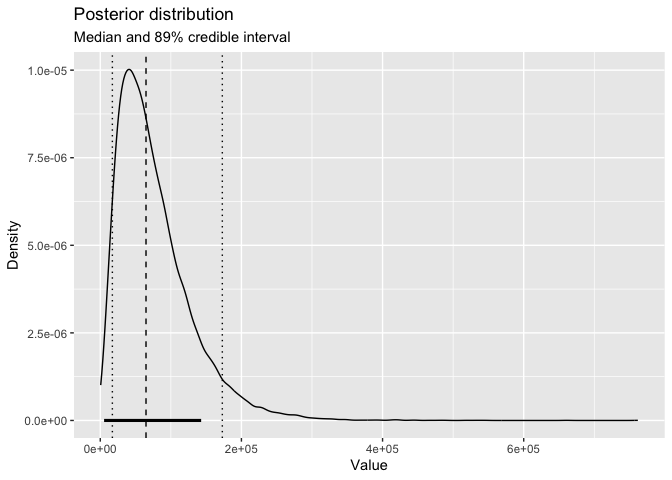 Posterior distribution
Median and 89% credible interval
1.0e-05
7.5e-06
5.0e-06
2.5e-06
0.0e+00
Density
0e+00 2e+05 4e+05 6e+05
Value